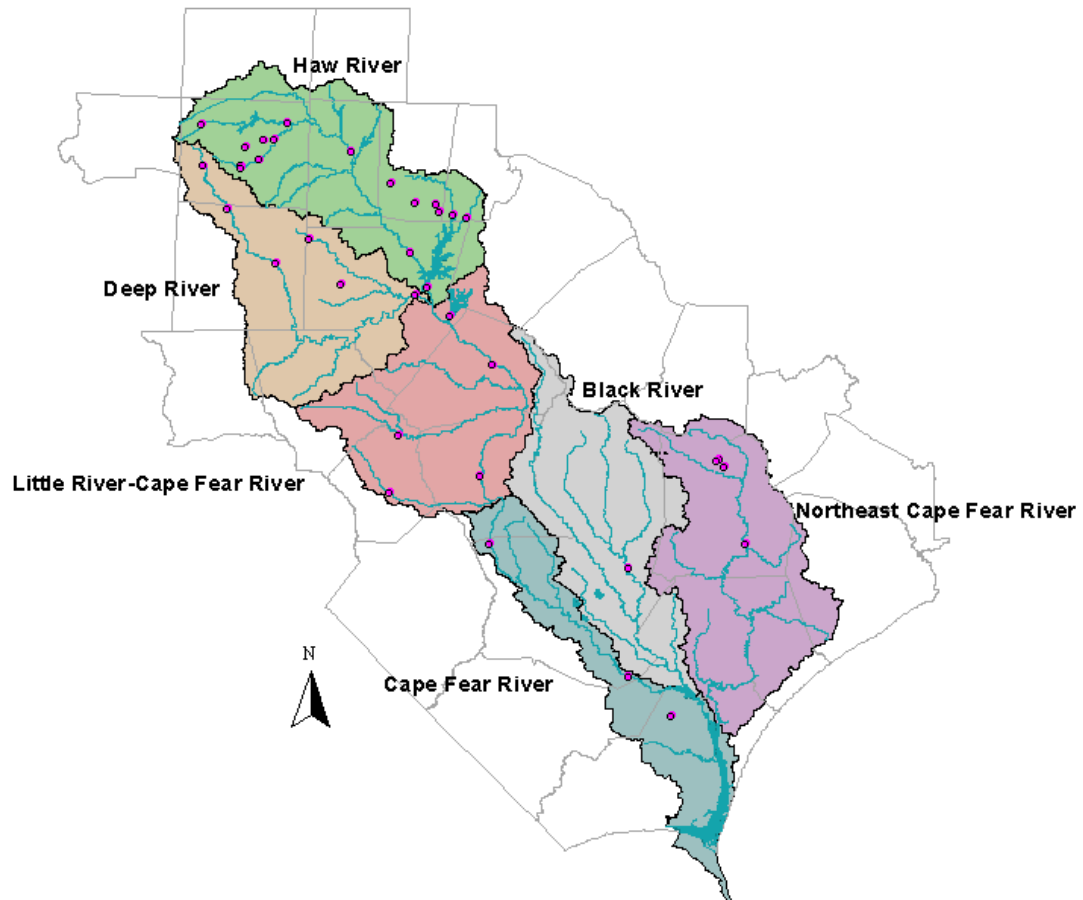 Haw River
Deep River
Black River
Little River-Cape Fear River
Northeast Cape Fear River
N
Cape Fear River